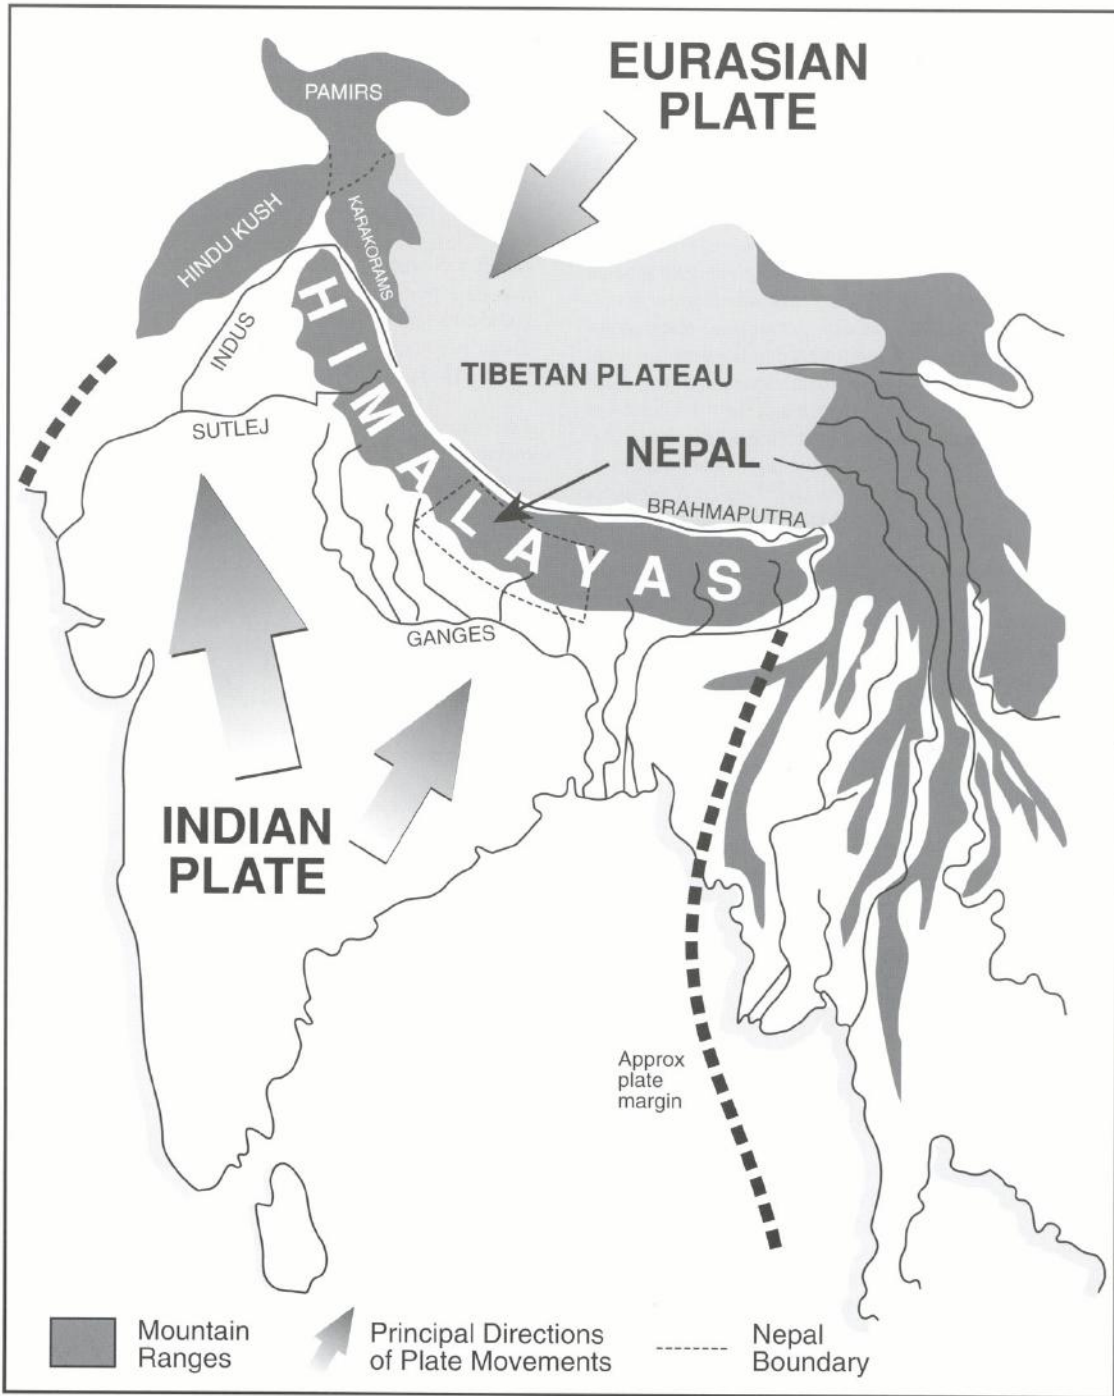 EURASIAN
PLATE
PAMIRS
HINDU KUSH
KARAKORAMS
HIMALAYAS
INDUS
TIBETAN PLATEAU
SUTLEJ
NEPAL
BRAHMAPUTRA
GANGES
INDIAN
PLATE
Approx
plate
margin
Mountain
Ranges
Principal Directions
of Plate Movements
Nepal
Boundary